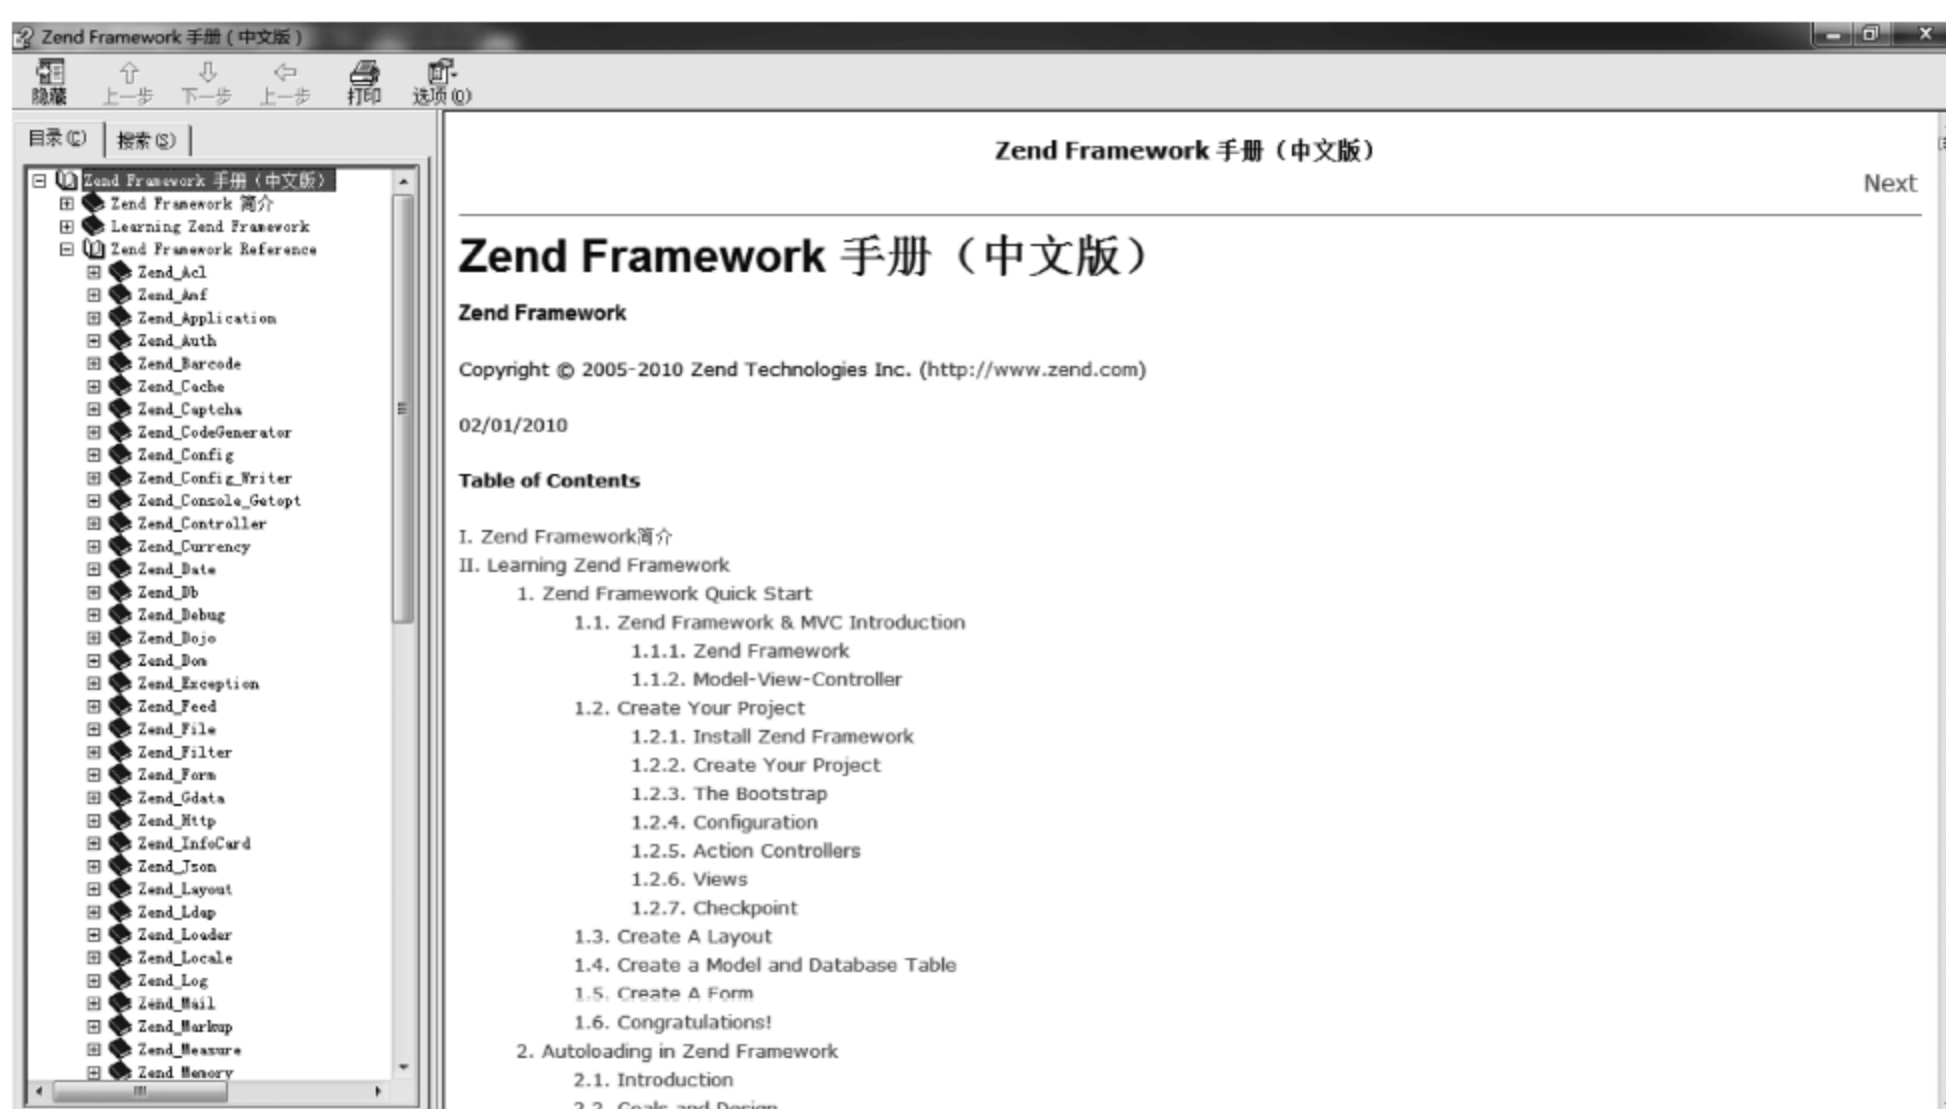 Zend Framework 手册 ( 中文版 )
隐藏 上一步 下一步 上一步 打印 选项(O)
目录(C) 搜索(S)
Zend Framework 手册（中文版）
Zend Framework 简介
Learning Zend Framework
Zend Framework Reference
Zend_Acl
Zend_Amf
Zend_Application
Zend_Auth
Zend_Barcode
Zend_Cache
Zend_Captcha
Zend_CodeGenerator
Zend_Config
Zend_Config_Writer
Zend_Console_Getopt
Zend_Controller
Zend_Currency
Zend_Date
Zend_Db
Zend_Debug
Zend_Dojo
Zend_Dom
Zend_Exception
Zend_Feed
Zend_File
Zend_Filter
Zend_Form
Zend_Gdata
Zend_Http
Zend_InfoCard
Zend_Json
Zend_Layout
Zend_Ldap
Zend_Loader
Zend_Locale
Zend_Log
Zend_Mail
Zend_Markup
Zend_Measure
Zend Memory
Zend Framework 手册（中文版）
Next
Zend Framework 手册（中文版）
Zend Framework
Copyright © 2005-2010 Zend Technologies Inc. (http://www.zend.com)
02/01/2010
Table of Contents
I. Zend Framework简介
II. Learning Zend Framework
1. Zend Framework Quick Start
1.1. Zend Framework & MVC Introduction
1.1.1. Zend Framework
1.1.2. Model-View-Controller
1.2. Create Your Project
1.2.1. Install Zend Framework
1.2.2. Create Your Project
1.2.3. The Bootstrap
1.2.4. Configuration
1.2.5. Action Controllers
1.2.6. Views
1.2.7. Checkpoint
1.3. Create A Layout
1.4. Create a Model and Database Table
1.5. Create A Form
1.6. Congratulations!
2. Autoloading in Zend Framework
2.1. Introduction
2.2. Goals and Design